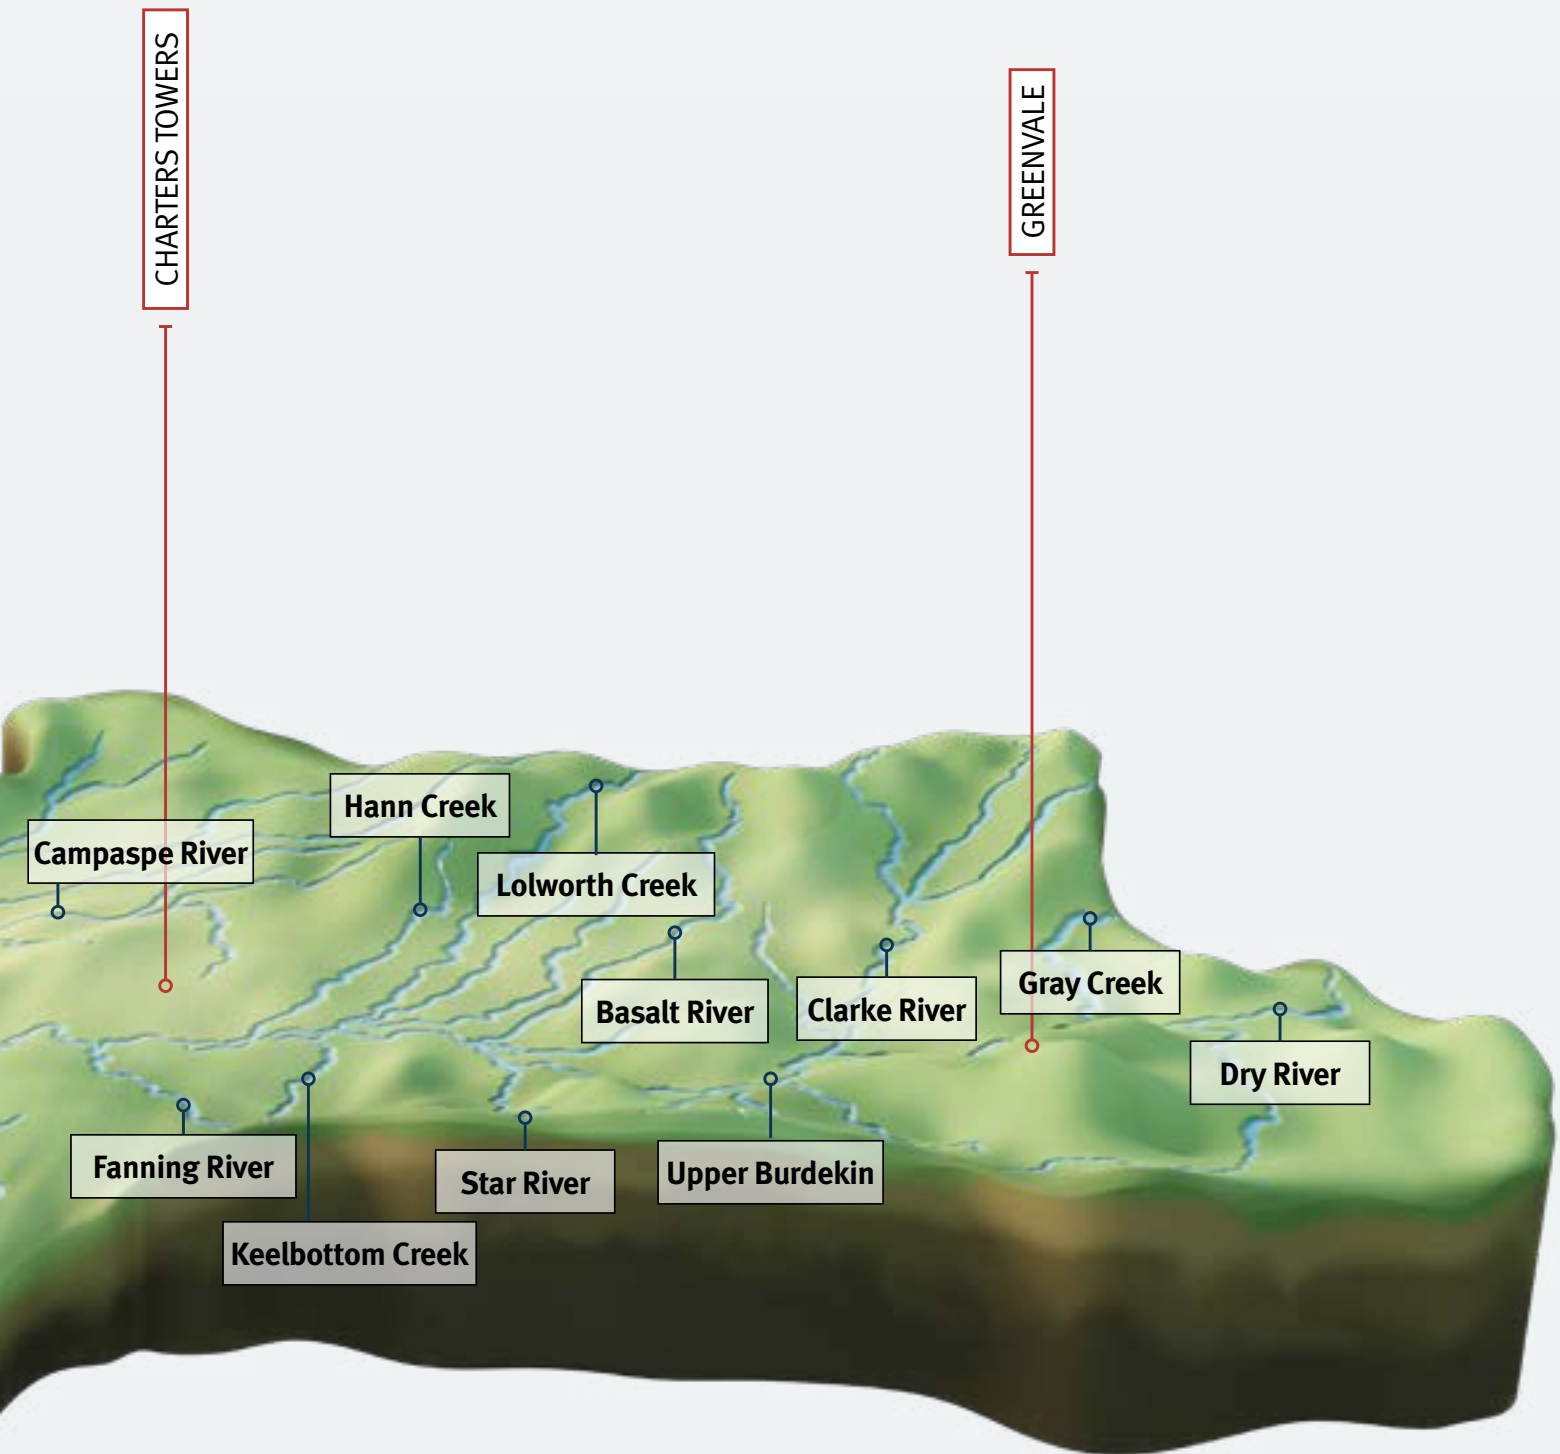 CHARTERS TOWERS
GREENVALE
Hann Creek
Campaspe River
Lolworth Creek
Basalt River
Clarke River
Gray Creek
Dry River
Fanning River
Star River
Upper Burdekin
Keelbottom Creek